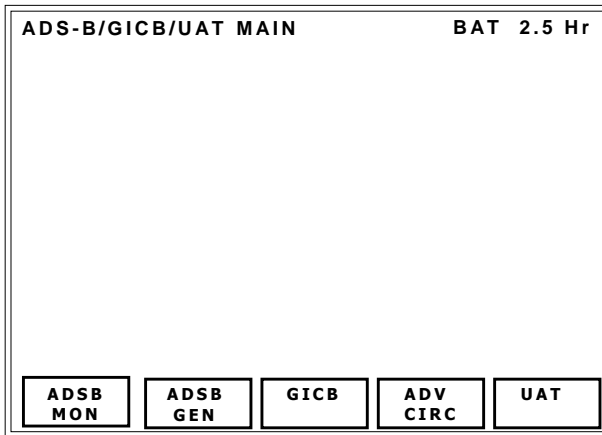 ADS-B/GICB/UAT MAIN BAT 2.5 Hr
ADSB MON
ADSB GEN
GICB
ADV CIRC
UAT